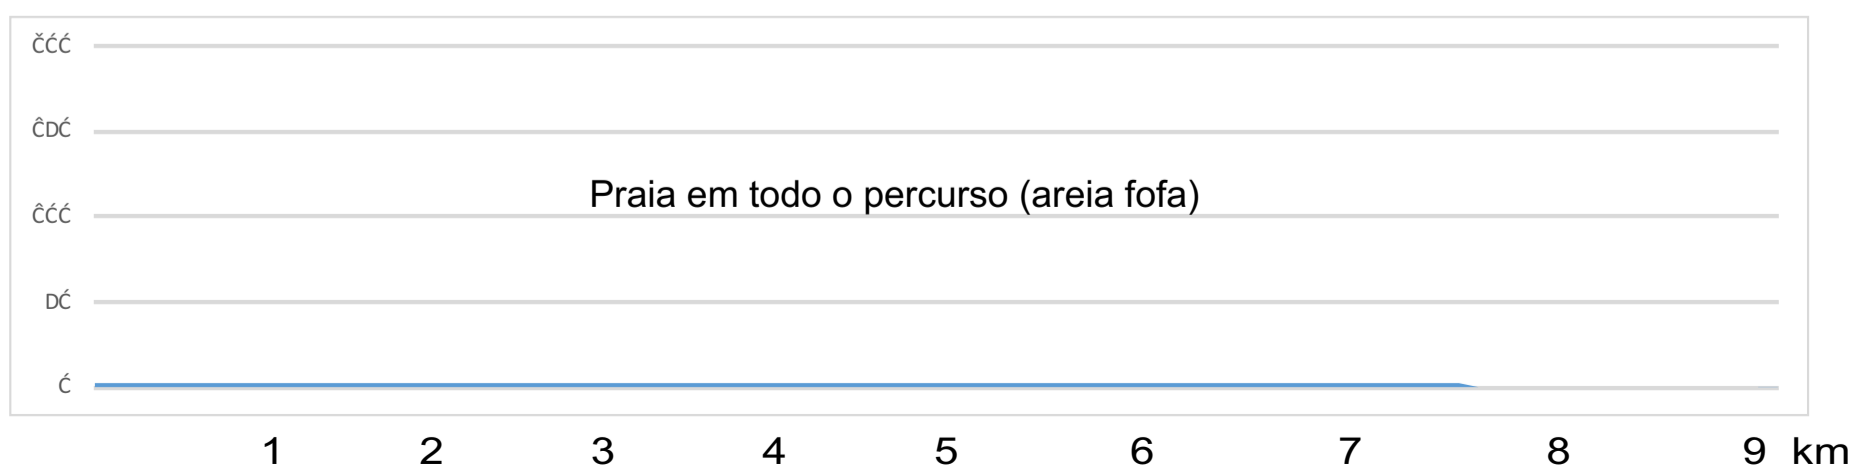 ČĆĆ
ĈDĆ
Praia em todo o percurso (areia fofa)
ĈĆĆ
DĆ
Ć
1 2 3 4 5 6 7 8 9 km